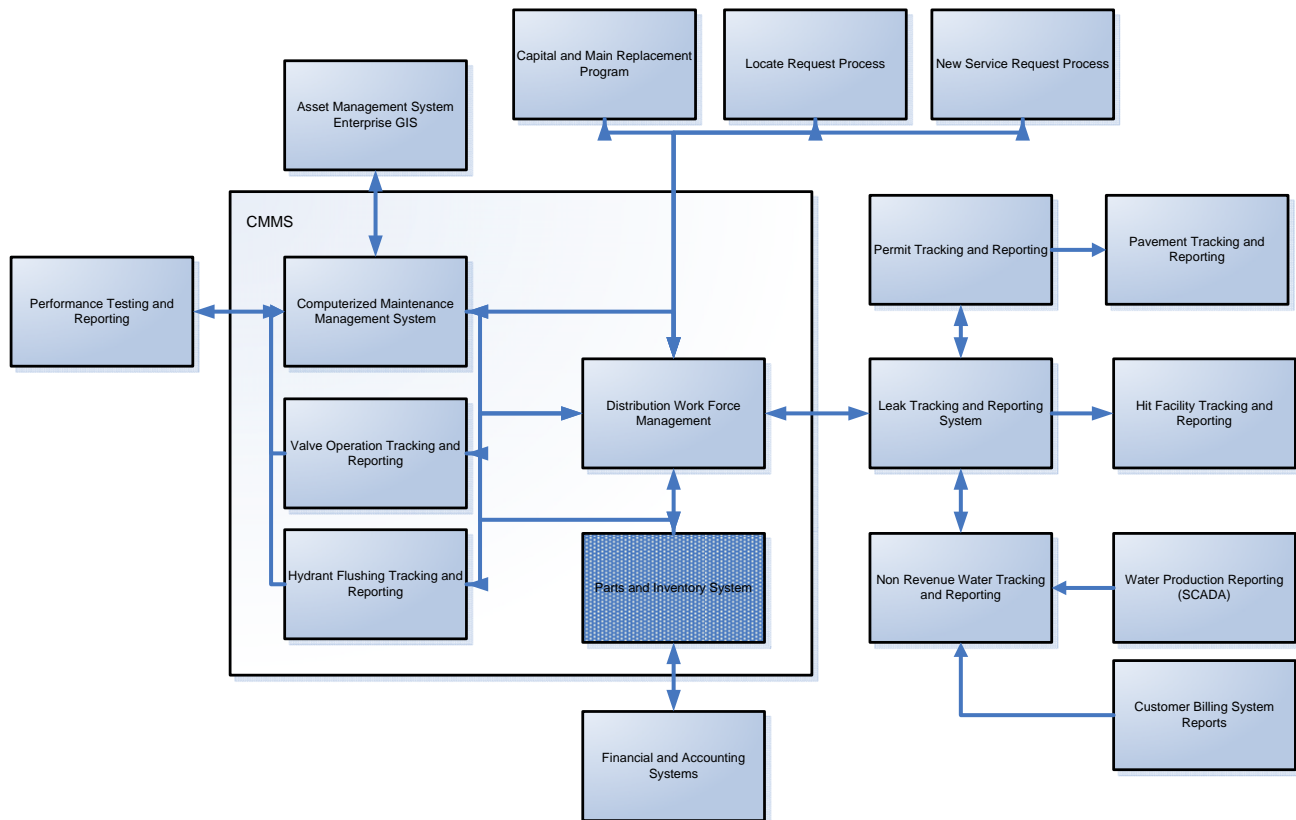 Capital and Main Replacement
Program
Locate Request Process
New Service Request Process
Asset Management System
Enterprise GIS
CMMS
Permit Tracking and Reporting
Pavement Tracking and
Reporting
Performance Testing and
Reporting
Computerized Maintenance
Management System
Distribution Work Force
Management
Leak Tracking and Reporting
System
Hit Facility Tracking and
Reporting
Valve Operation Tracking and
Reporting
Hydrant Flushing Tracking and
Reporting
Parts and Inventory System
Non Revenue Water Tracking
and Reporting
Water Production Reporting
(SCADA)
Customer Billing System
Reports
Financial and Accounting
Systems